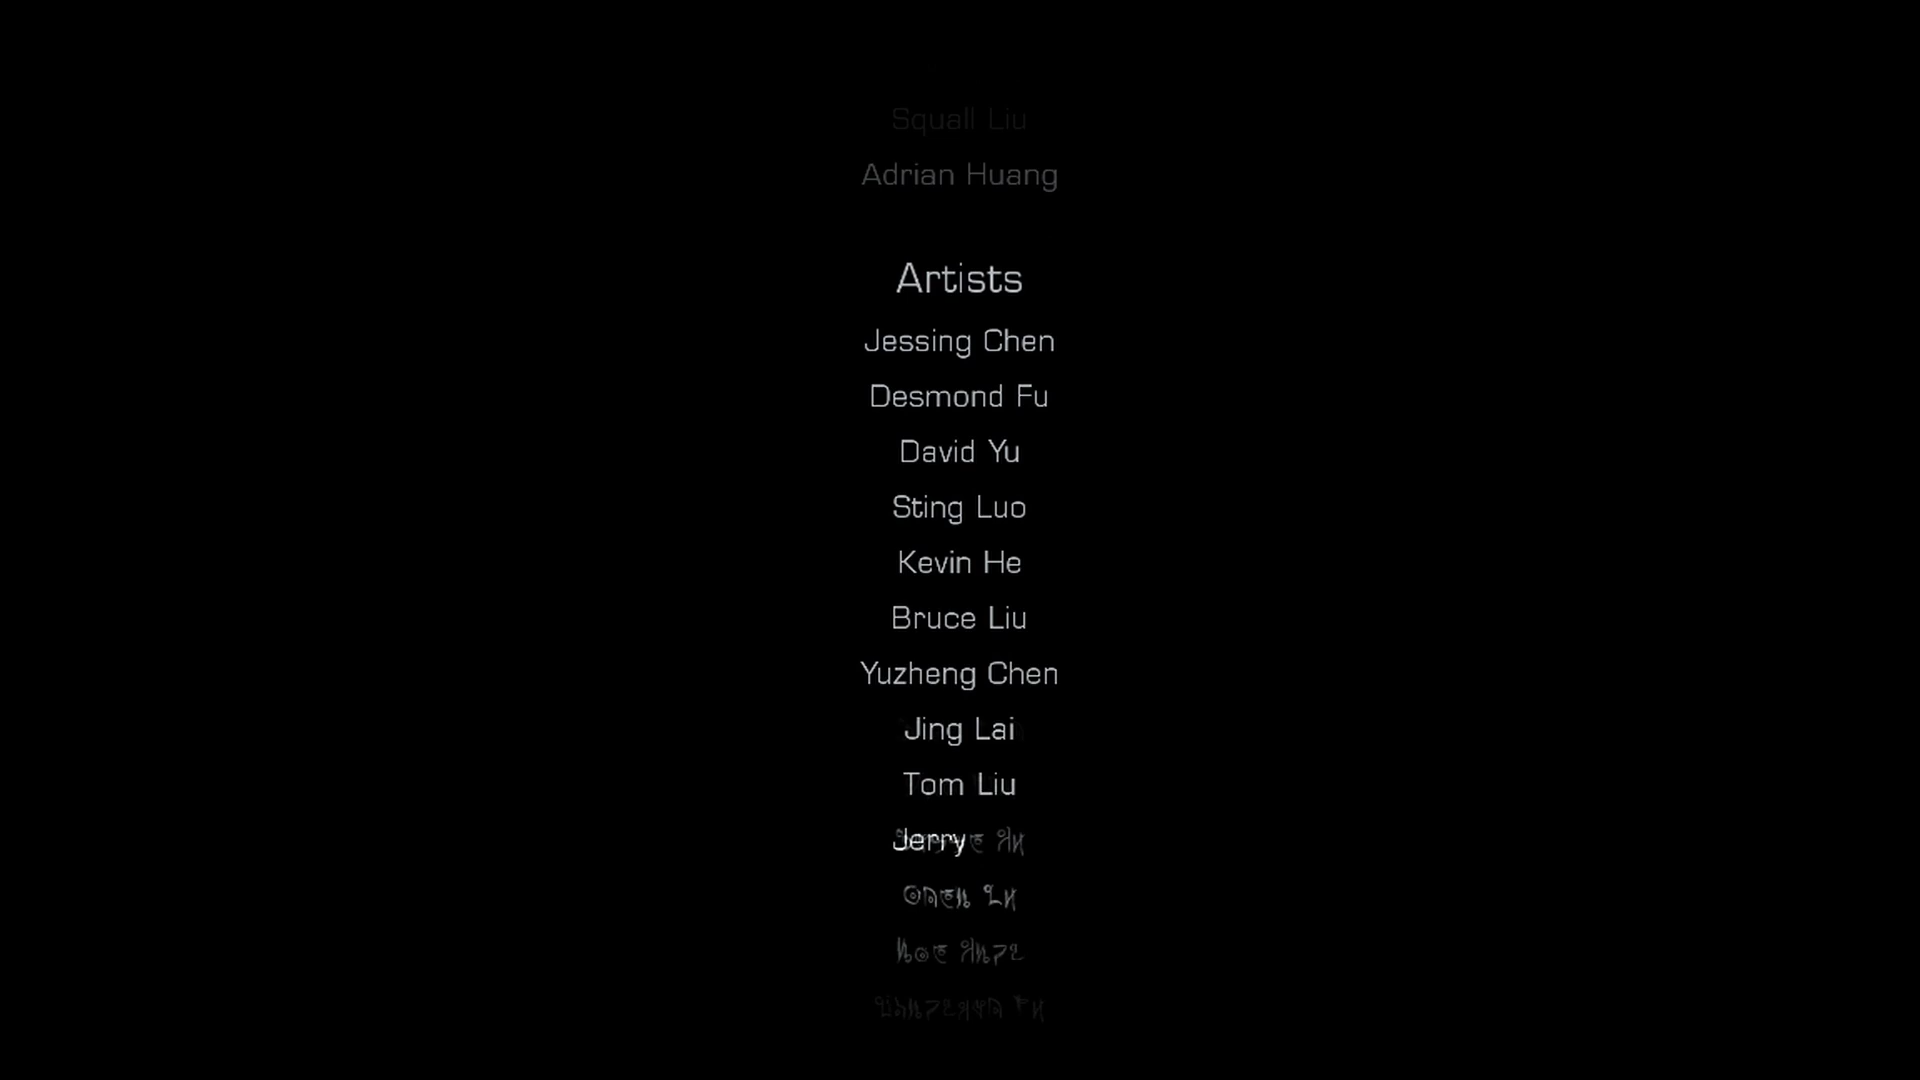 Squall Liu
Adrian Huang
Artists
Jessing Chen
Desmond Fu
David Yu
Sting Luo
Kevin He
Bruce Liu
Yuzheng Chen
Jing Lai
Tom Liu
Jerry